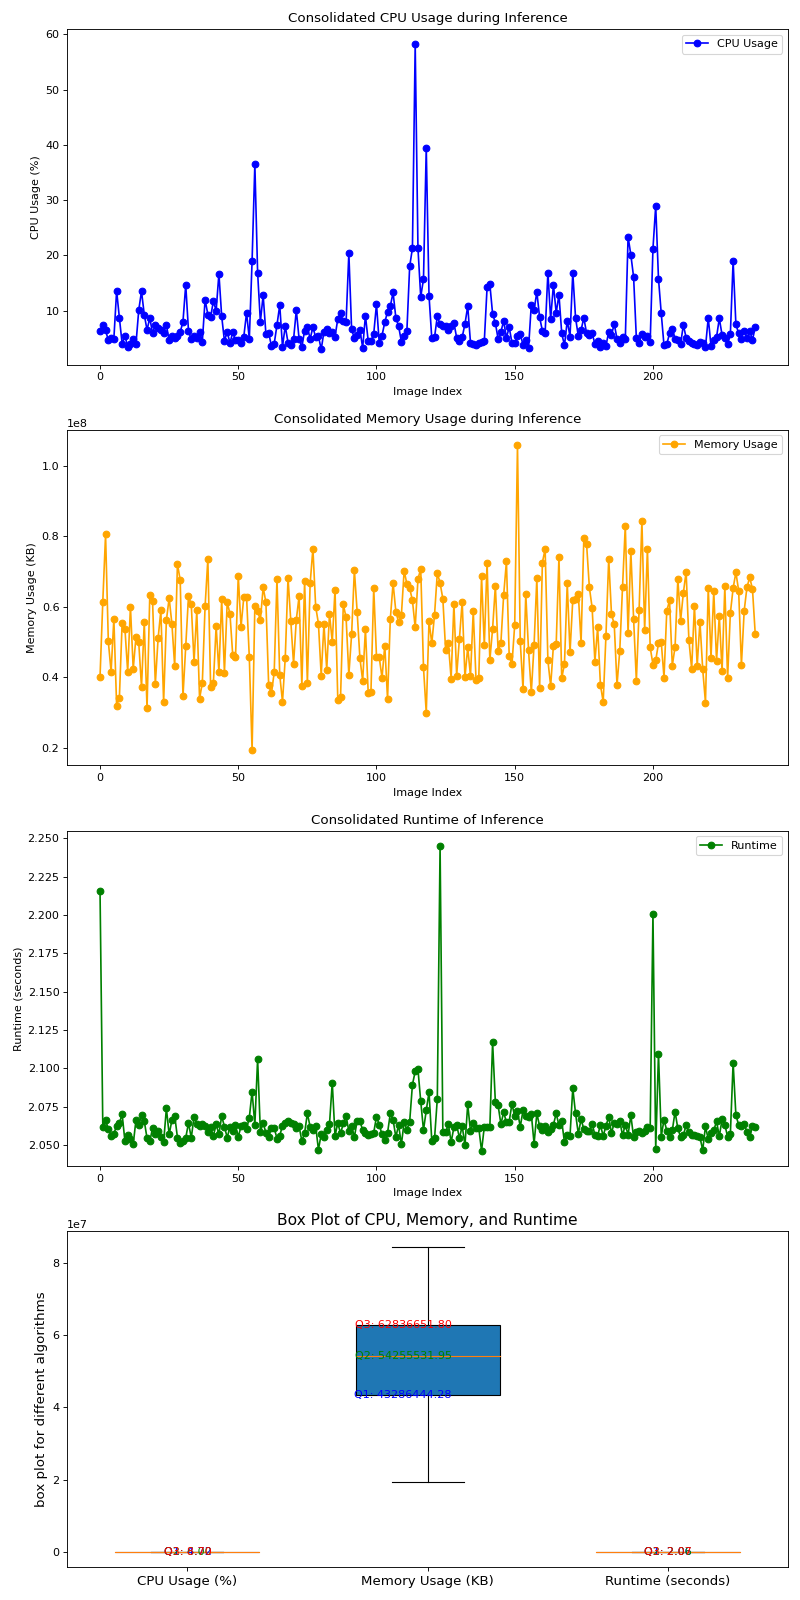 Consolidated CPU Usage during Inference
60
50
40
30
20
10
CPU Usage (%)
CPU Usage
0
50
100
150
200
Image Index
1e8
Consolidated Memory Usage during Inference
1.0
0.8
0.6
0.4
0.2
Memory Usage (KB)
Memory Usage
0
50
100
150
200
Image Index
Consolidated Runtime of Inference
2.250
2.225
2.200
2.175
2.150
2.125
2.100
2.075
2.050
Runtime (seconds)
Runtime
0
50
100
150
200
Image Index
1e7
Box Plot of CPU, Memory, and Runtime
8
6
4
2
0
box plot for different algorithms
Q3: 62836651.80
Q2: 54255531.95
Q1: 43286444.28
CPU Usage (%)
Memory Usage (KB)
Runtime (seconds)